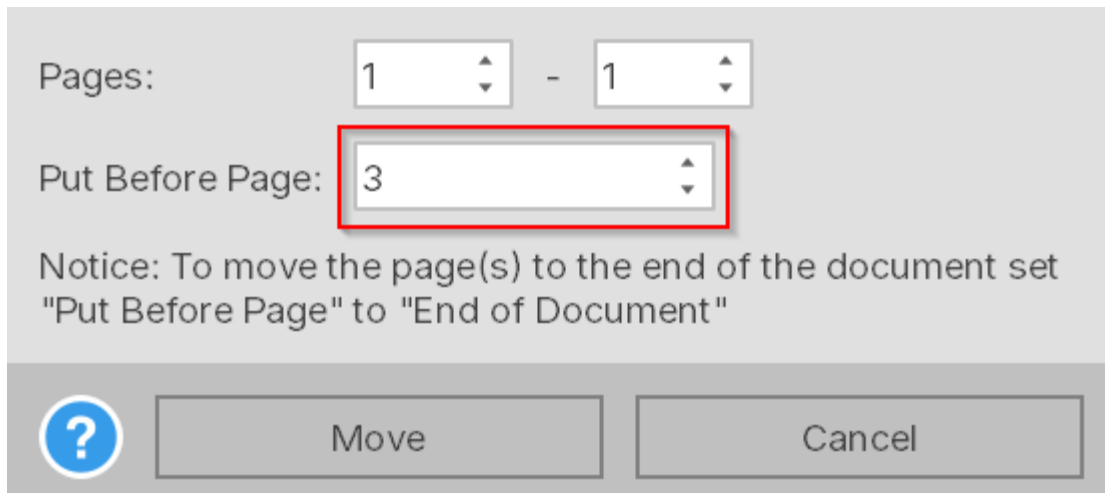 Pages: 1 - 1
Put Before Page: 3
Notice: To move the page(s) to the end of the document set
"Put Before Page" to "End of Document"
? Move Cancel